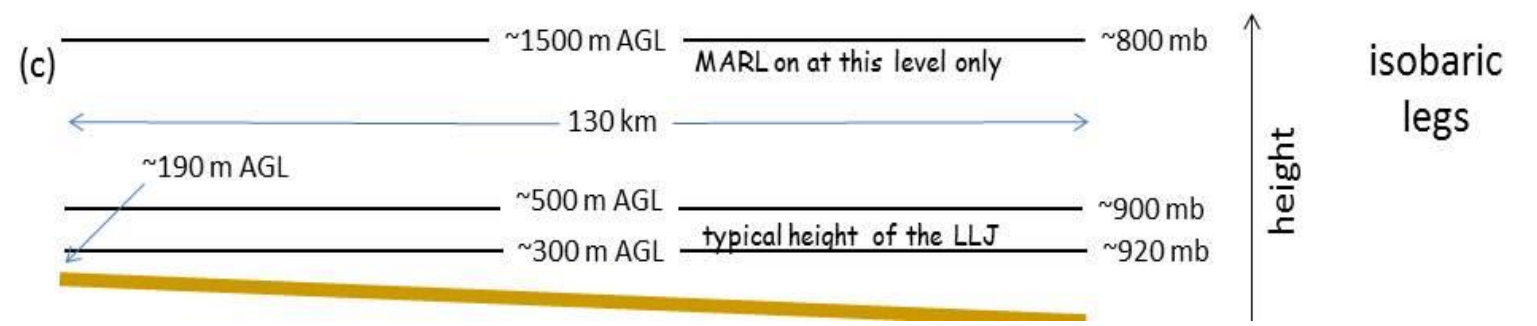 ~1500 m AGL
~800 mb
(c)
MARL on at this level only
isobaric
legs
130 km
~190 m AGL
height
~500 m AGL
~900 mb
typical height of the LLJ
~300 m AGL
~920 mb